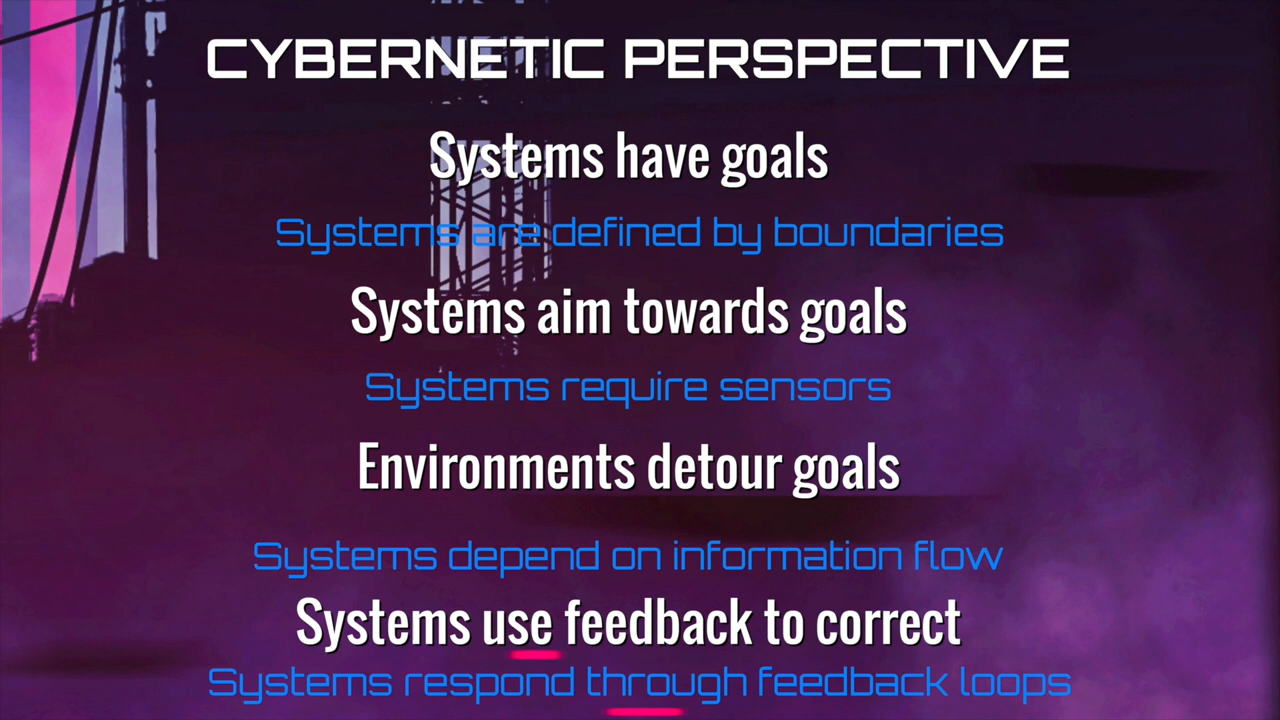 CYBERNETIC PERSPECTIVE
Systems have goals
Systems are defined by boundaries
Systems aim towards goals
Systems require sensors
Environments detour goals
Systems depend on information flow
Systems use feedback to correct
Systems respond through feedback loops